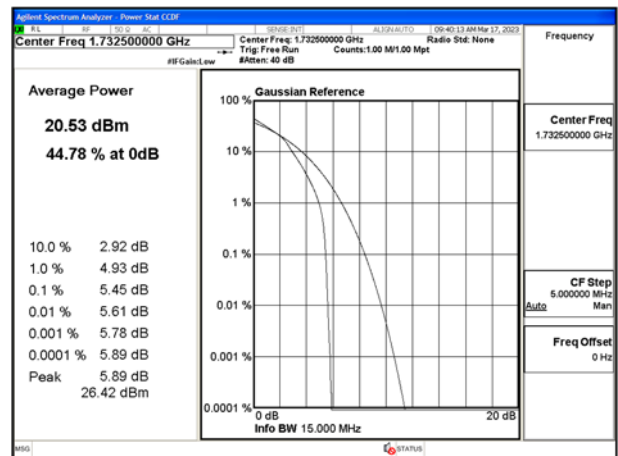 Agilent Spectrum Analyzer - Power Stat CCDF
RL RF 50 Ω AC SENSE:INT ALIGN AUTO 09:40:13 AM Mar 17, 2023
Center Freq 1.732500000 GHz
Center Freq: 1.732500000 GHz Radio Std: None
Trig: Free Run Counts:1.00 M/1.00 Mpt
#IFGain:Low #Atten: 40 dB
Frequency
Average Power
20.53 dBm
44.78 % at 0dB
10.0 % 2.92 dB
1.0 % 4.93 dB
0.1 % 5.45 dB
0.01 % 5.61 dB
0.001 % 5.78 dB
0.0001 % 5.89 dB
Peak 5.89 dB
26.42 dBm
Gaussian Reference
100 %
10 %
1 %
0.1 %
0.01 %
0.001 %
0.0001 %
0 dB 20 dB
Info BW 15.000 MHz
Center Freq
1.732500000 GHz
CF Step
5.000000 MHz
Auto Man
Freq Offset
0 Hz
MSG STATUS